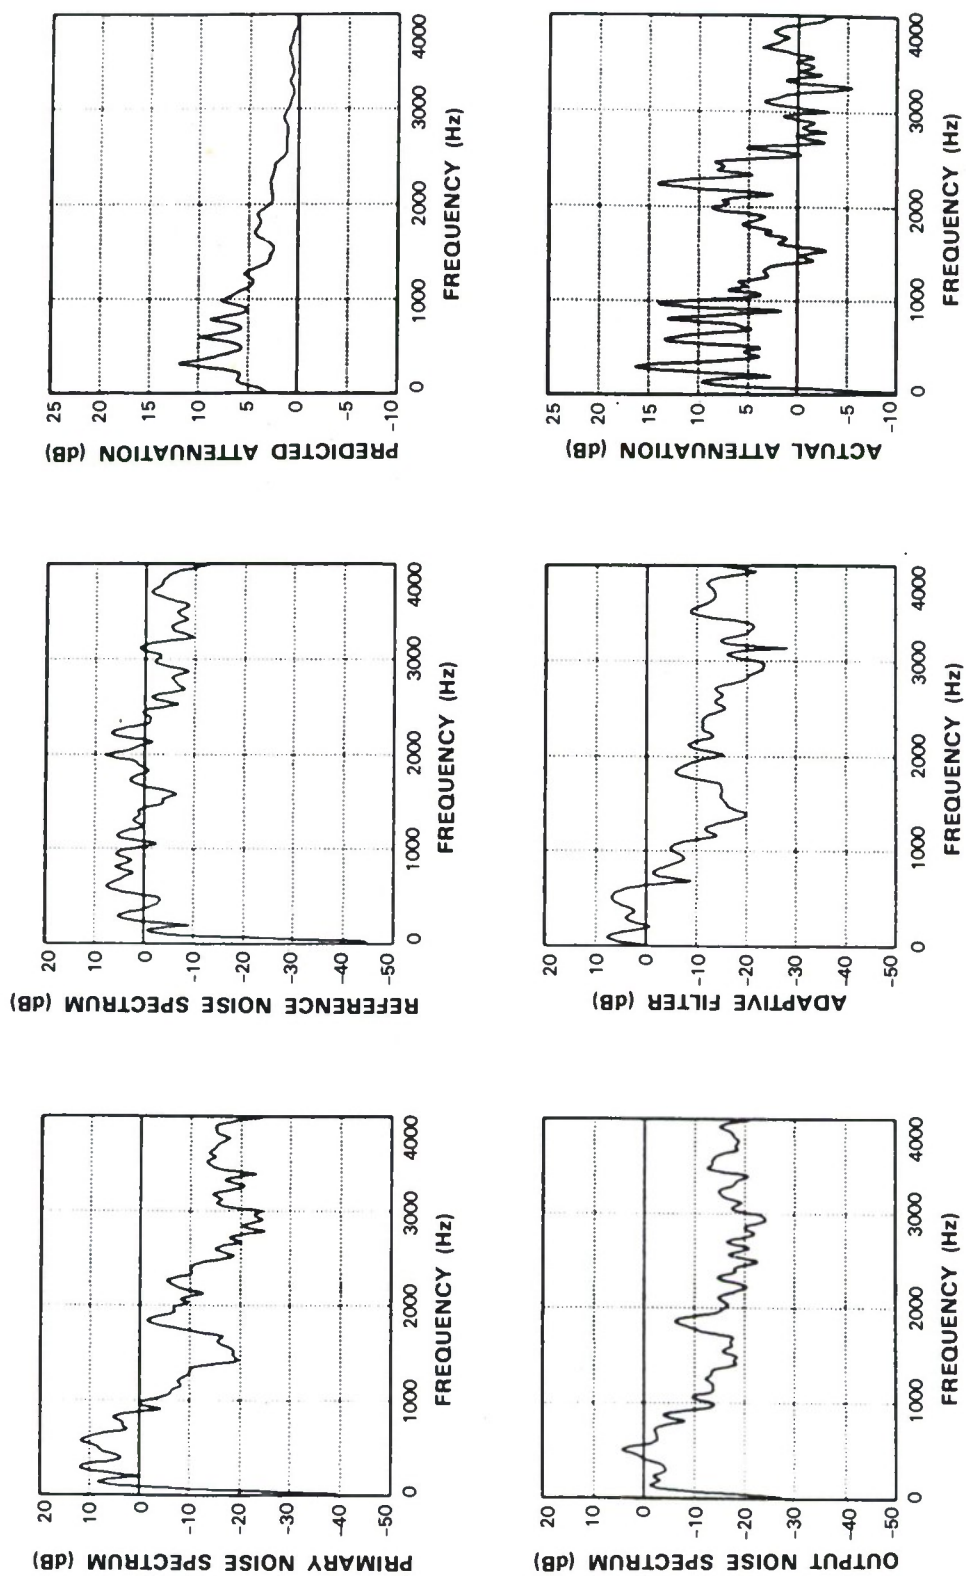 PRIMARY NOISE SPECTRUM (dB)
20
10
0
-10
-20
-30
-40
-50
0 1000 2000 3000 4000
FREQUENCY (Hz)
REFERENCE NOISE SPECTRUM (dB)
20
10
0
-10
-20
-30
-40
-50
0 1000 2000 3000 4000
FREQUENCY (Hz)
PREDICTED ATTENUATION (dB)
25
20
15
10
5
0
-5
-10
0 1000 2000 3000 4000
FREQUENCY (Hz)
OUTPUT NOISE SPECTRUM (dB)
20
10
0
-10
-20
-30
-40
-50
0 1000 2000 3000 4000
FREQUENCY (Hz)
ADAPTIVE FILTER (dB)
20
10
0
-10
-20
-30
-40
-50
0 1000 2000 3000 4000
FREQUENCY (Hz)
ACTUAL ATTENUATION (dB)
25
20
15
10
5
0
-5
-10
0 1000 2000 3000 4000
FREQUENCY (Hz)